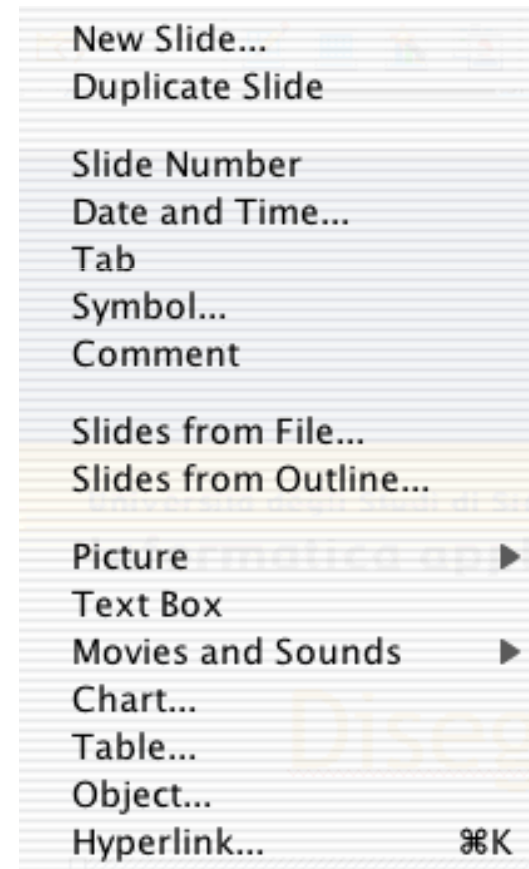 New Slide...
Duplicate Slide
Slide Number
Date and Time...
Tab
Symbol...
Comment
Slides from File...
Slides from Outline...
Picture
Text Box
Movies and Sounds
Chart...
Table...
Object...
Hyperlink... ⌘K